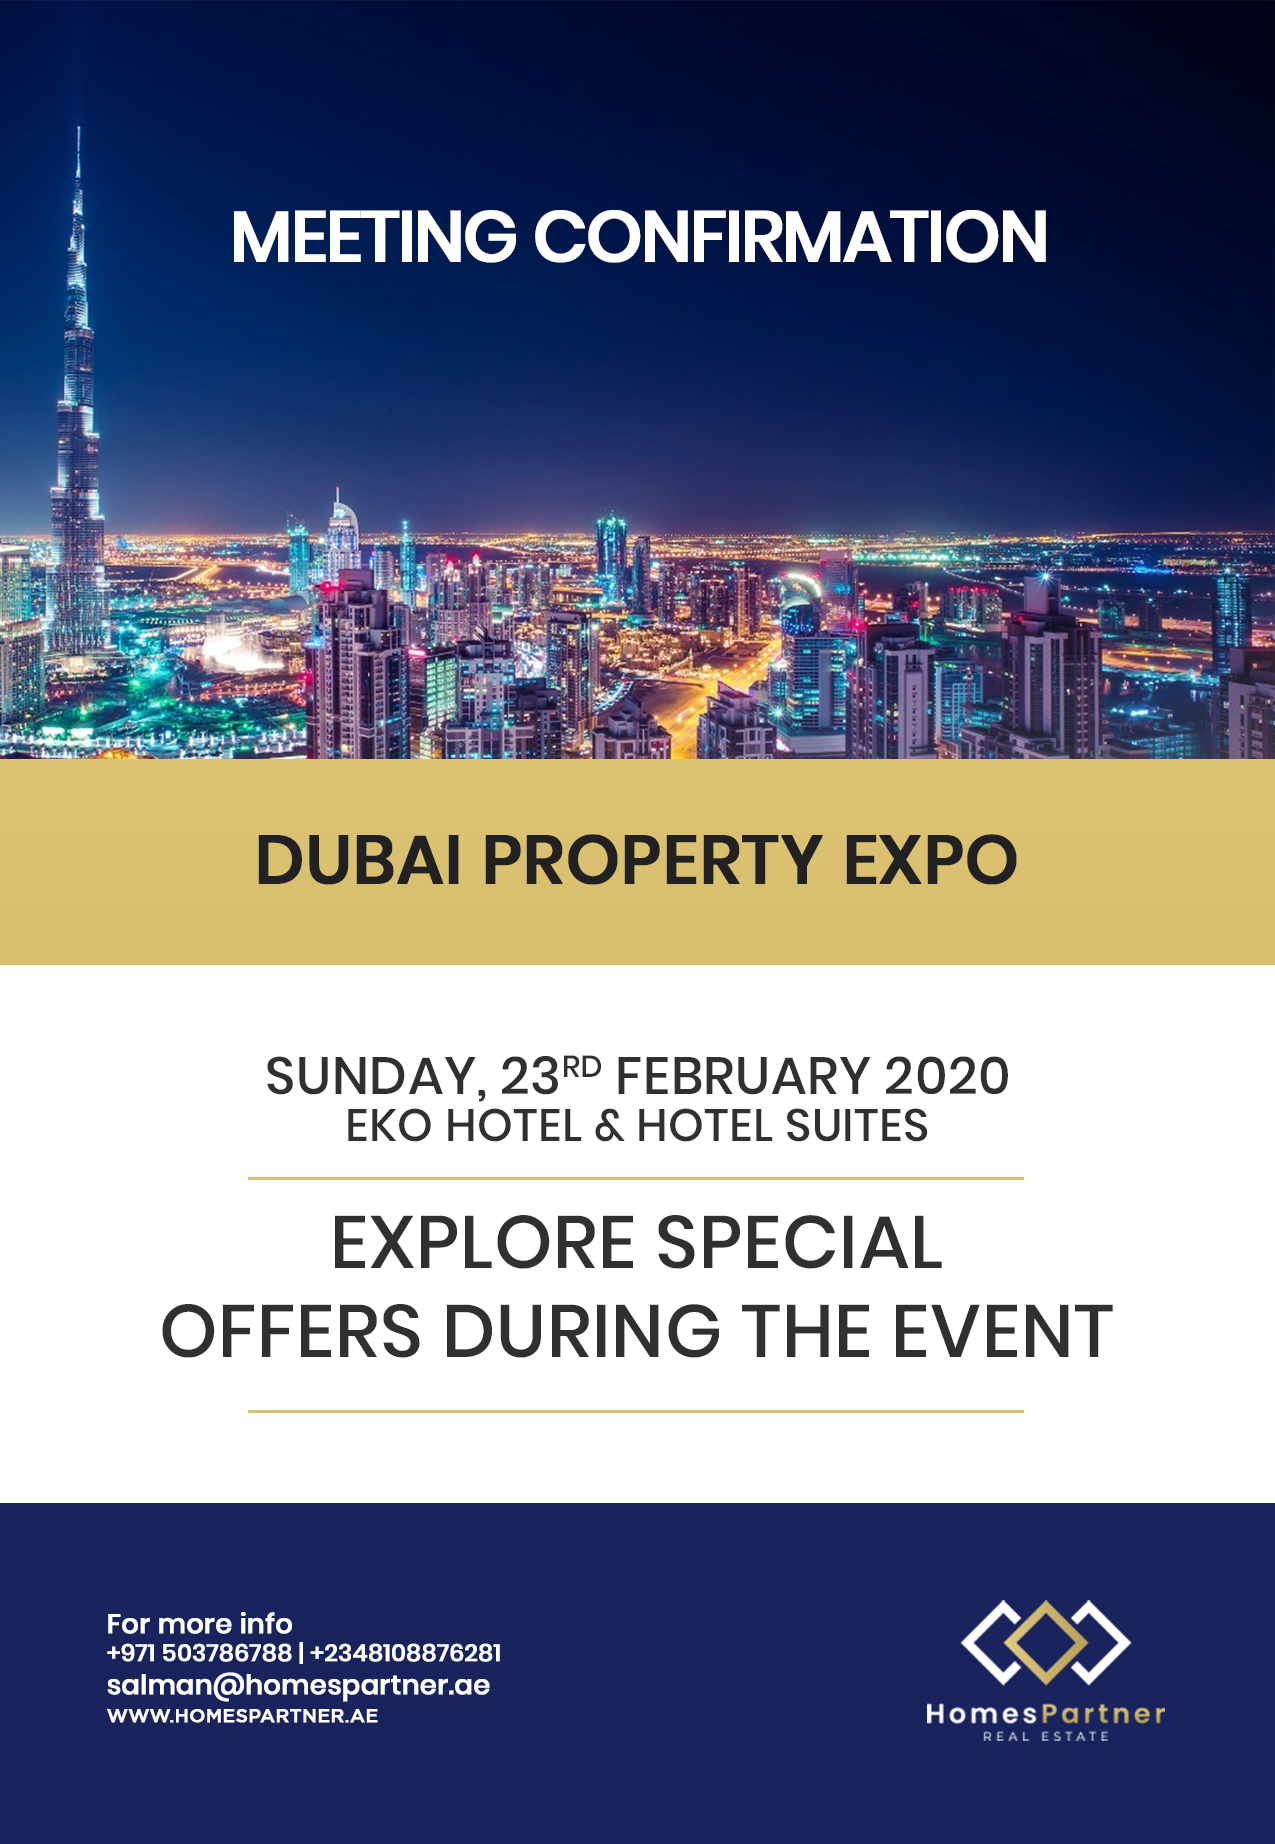 MEETING CONFIRMATION
DUBAI PROPERTY EXPO
SUNDAY, 23RD FEBRUARY 2020
EKO HOTEL & HOTEL SUITES
EXPLORE SPECIAL
OFFERS DURING THE EVENT
For more info
+971 503786788 | +2348108876281
salman@homespartner.ae
WWW.HOMESPARTNER.AE
HomesPartner
REAL ESTATE